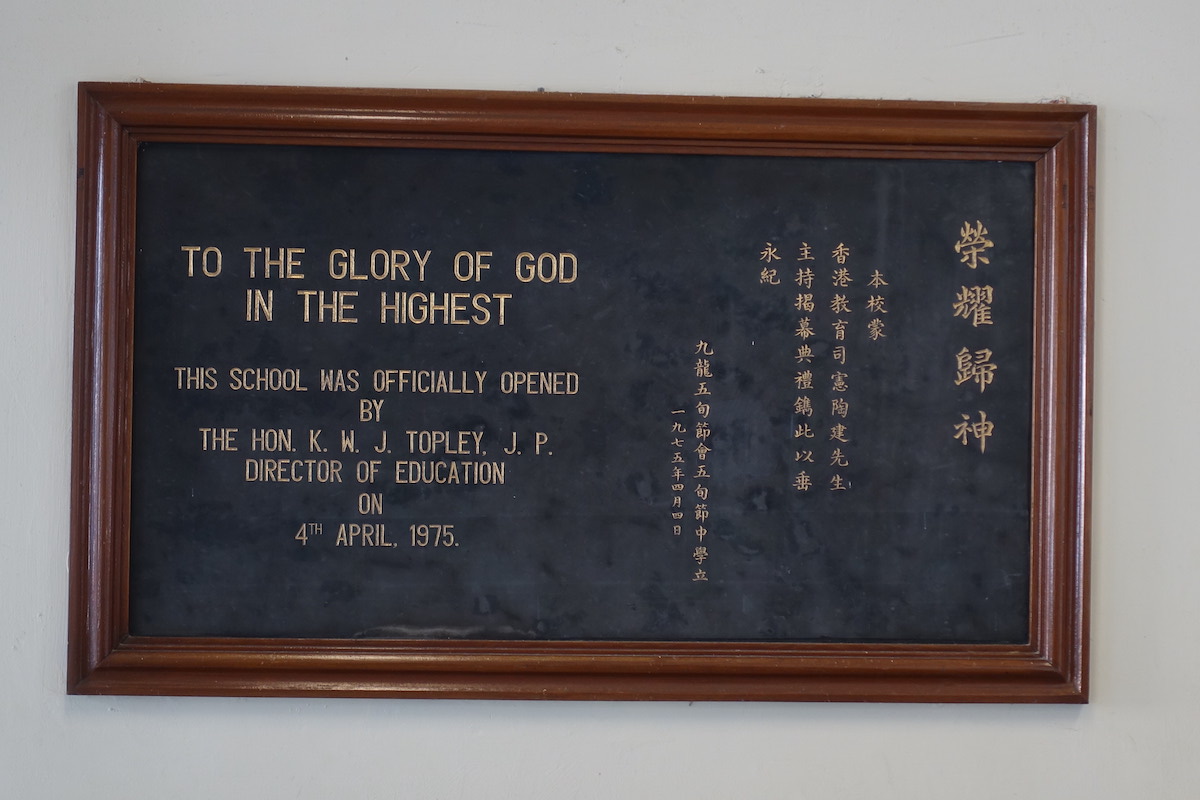 TO THE GLORY OF GOD
IN THE HIGHEST
THIS SCHOOL WAS OFFICIALLY OPENED
BY
THE HON. K. W. J. TOPLEY, J. P.
DIRECTOR OF EDUCATION
ON
4TH APRIL, 1975.
榮耀歸神
本校蒙
香港教育司憲陶建先生
主持揭幕典禮鐫此以垂
永紀
九龍五旬節會五旬節中學立
一九七五年四月四日